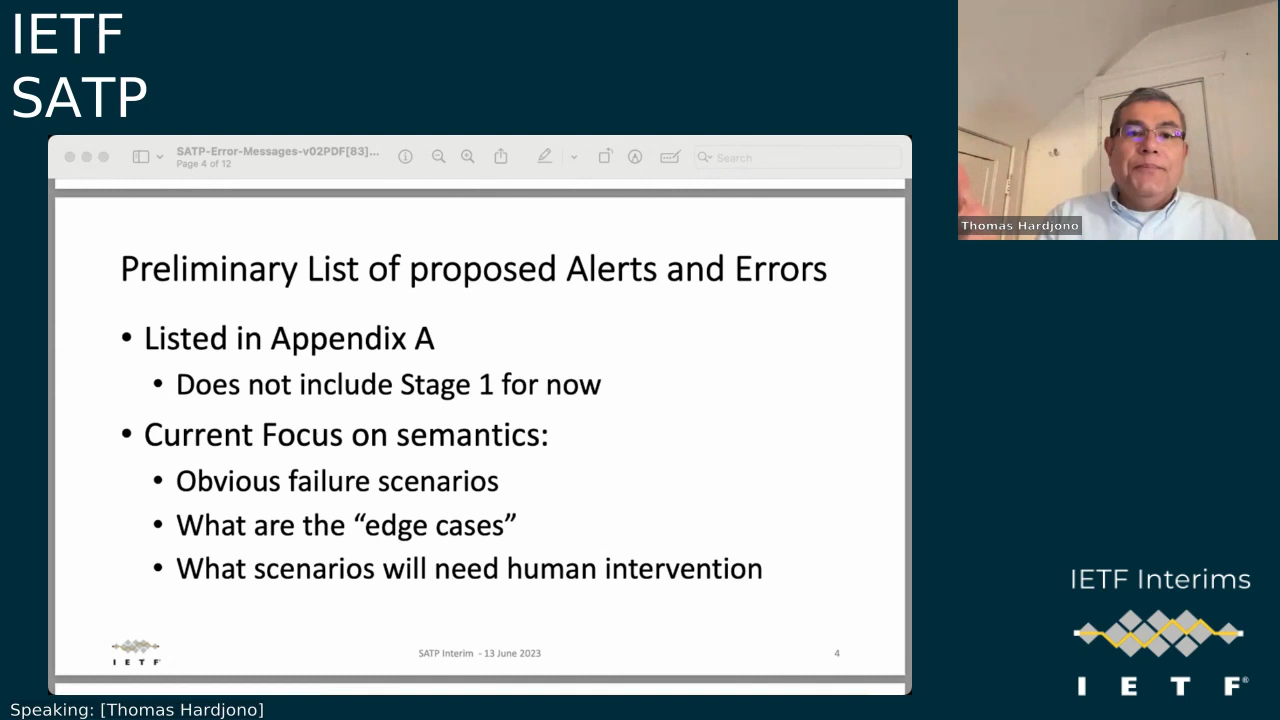 IETF
SATP
SATP-Error-Messages-v02PDF[83]...
Page 4 of 12
Search
Thomas Hardjono
Preliminary List of proposed Alerts and Errors
• Listed in Appendix A
• Does not include Stage 1 for now
• Current Focus on semantics:
• Obvious failure scenarios
• What are the “edge cases”
• What scenarios will need human intervention
I E T F
SATP Interim - 13 June 2023
4
IETF Interims
I E T F®
Speaking: [Thomas Hardjono]